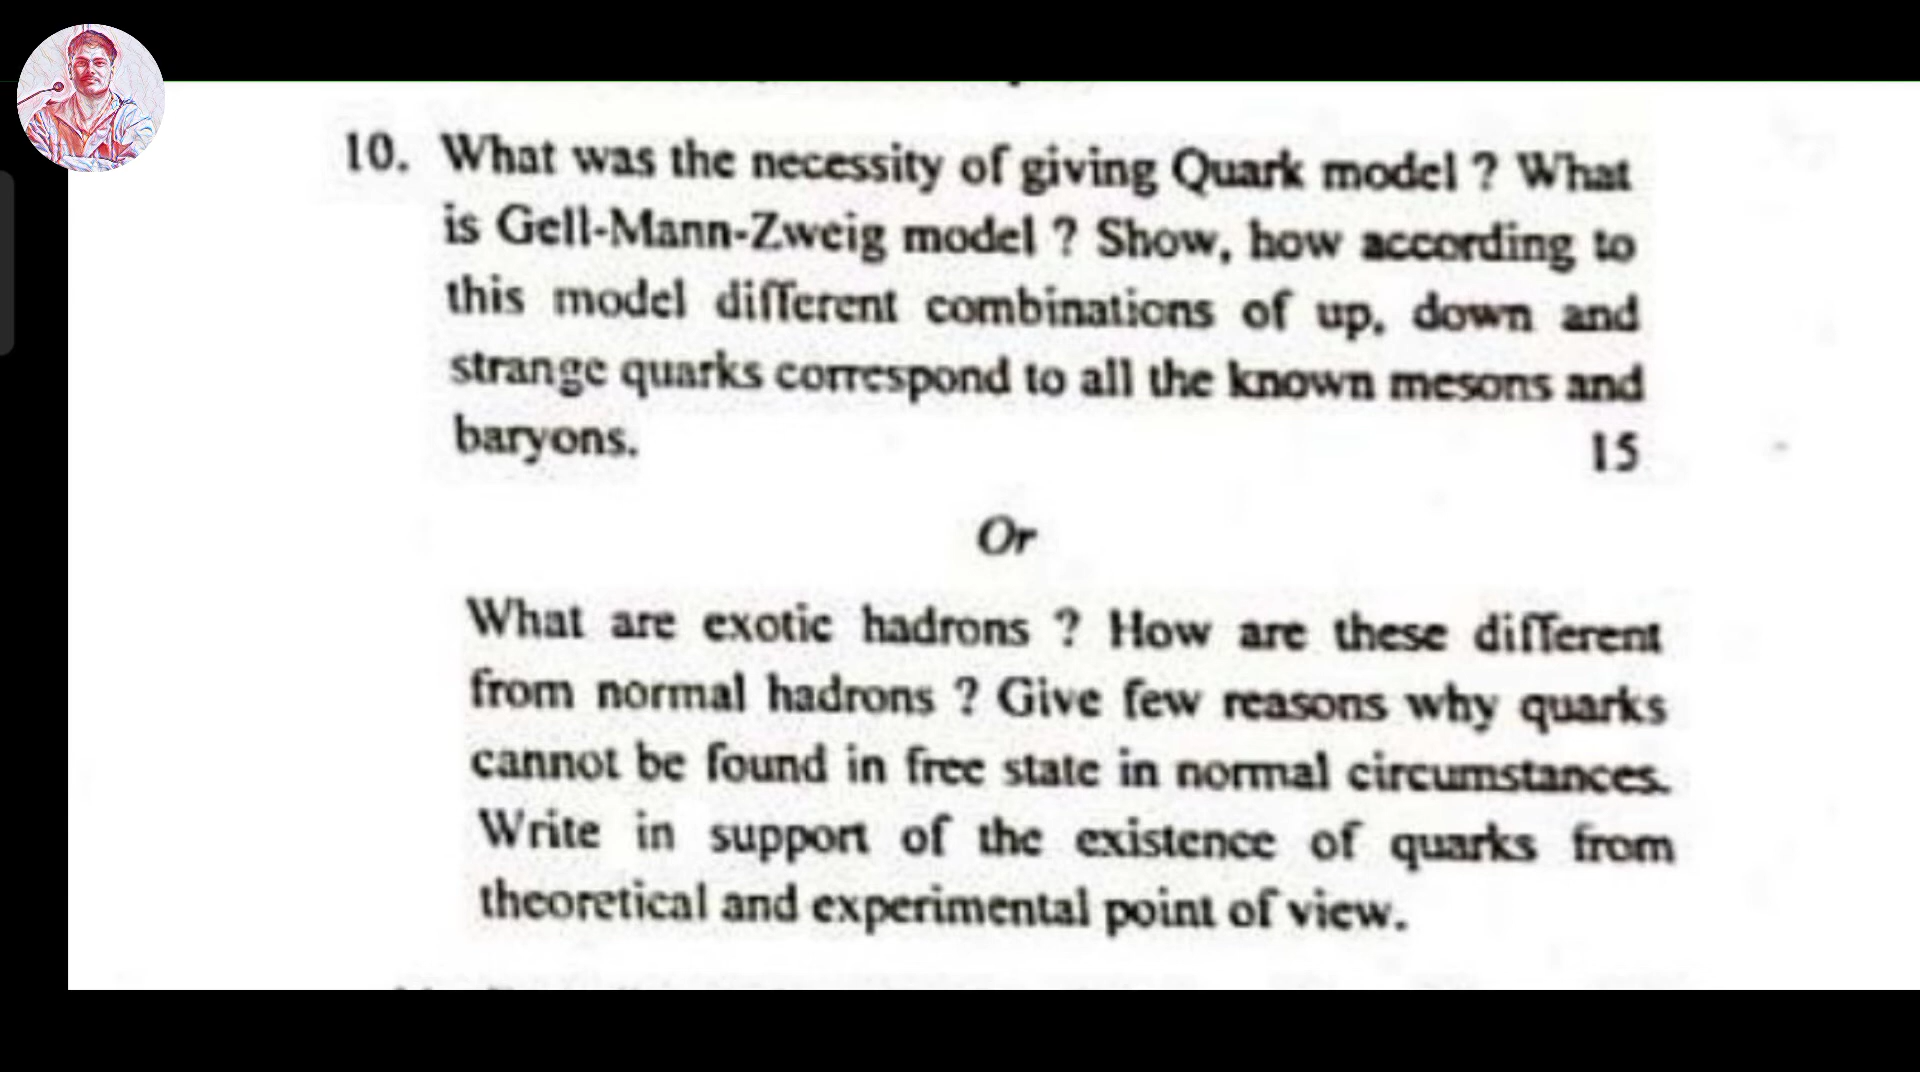 10. What was the necessity of giving Quark model ? What
is Gell-Mann-Zweig model ? Show, how according to
this model different combinations of up, down and
strange quarks correspond to all the known mesons and
baryons. 15
Or
What are exotic hadrons ? How are these different
from normal hadrons ? Give few reasons why quarks
cannot be found in free state in normal circumstances.
Write in support of the existence of quarks from
theoretical and experimental point of view.